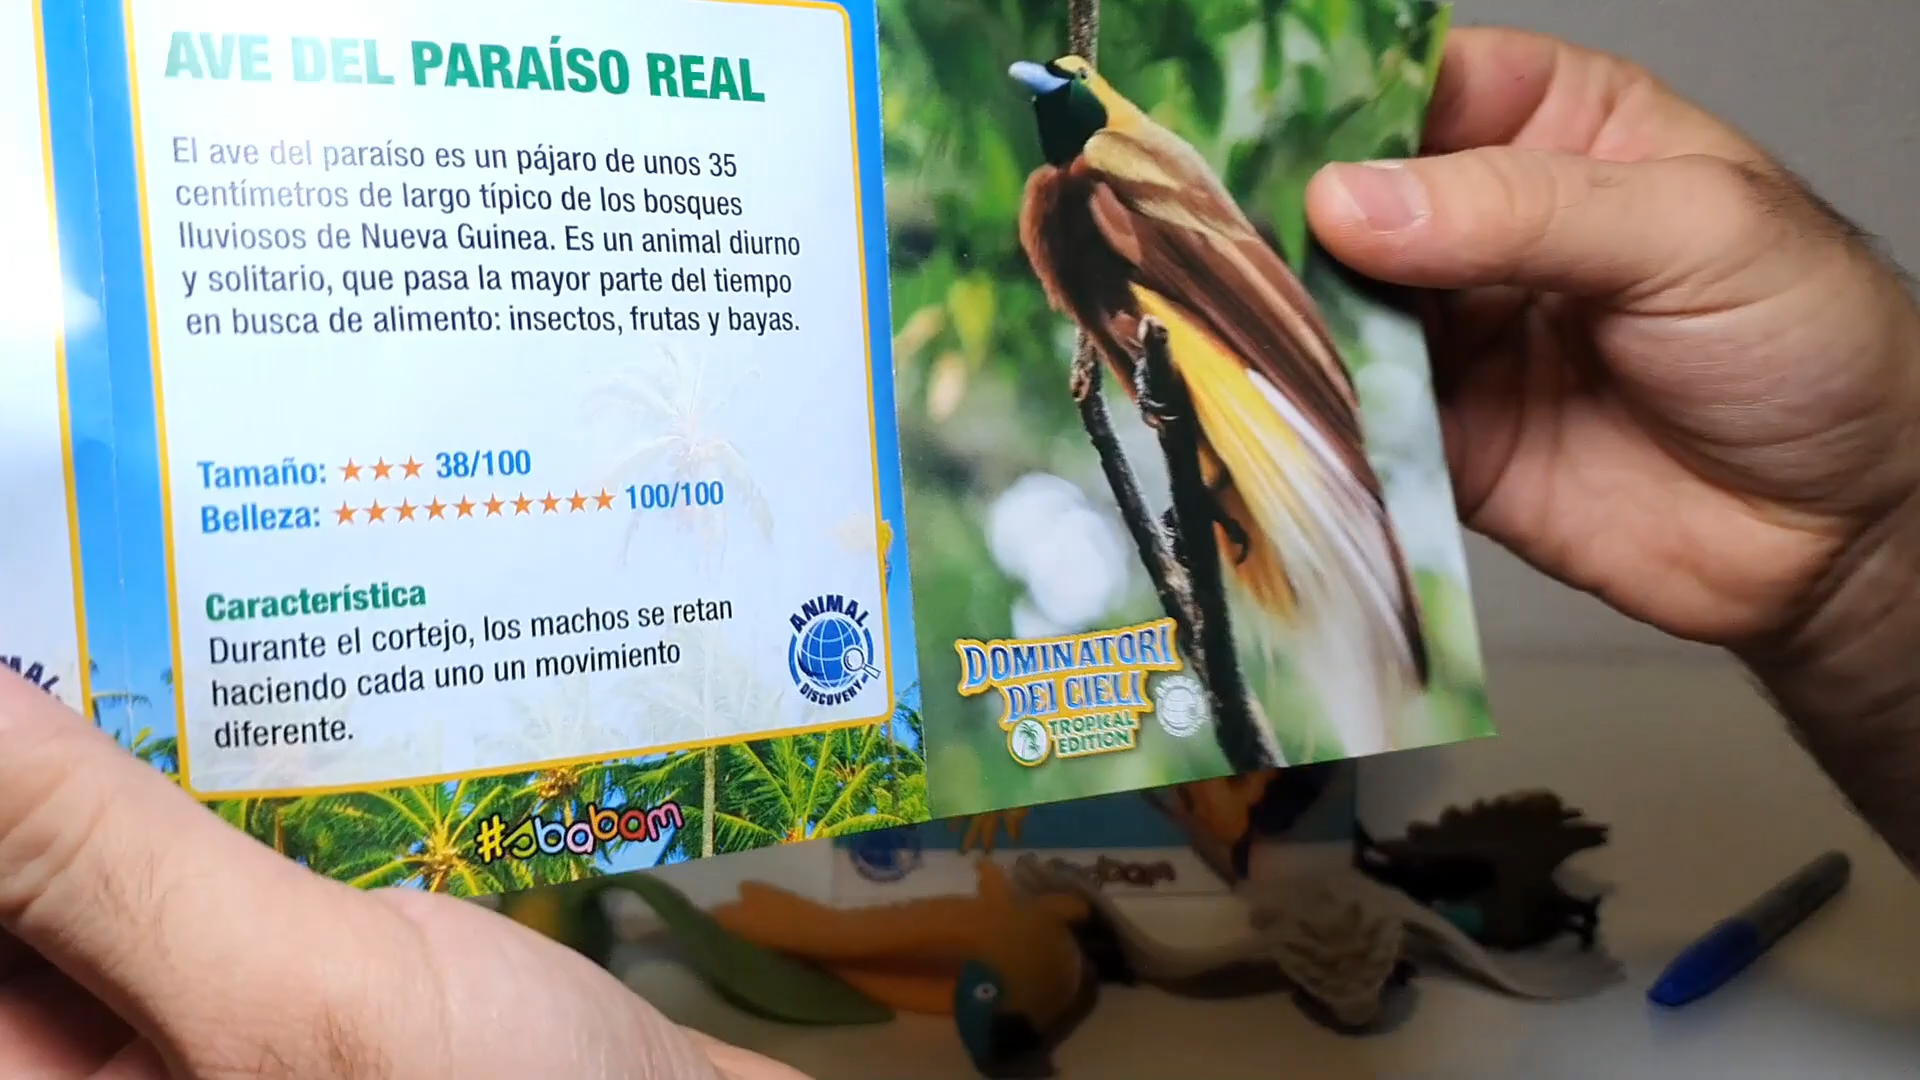 AVE DEL PARAÍSO REAL
El ave del paraíso es un pájaro de unos 35
centímetros de largo típico de los bosques
lluviosos de Nueva Guinea. Es un animal diurno
y solitario, que pasa la mayor parte del tiempo
en busca de alimento: insectos, frutas y bayas.
Tamaño: ★★★ 38/100
Belleza: ★★★★★★★★★★ 100/100
Característica
Durante el cortejo, los machos se retan
haciendo cada uno un movimiento
diferente.
ANIMAL
DISCOVERY
#sbabam
DOMINATORI
DEI CIELI
TROPICAL
EDITION